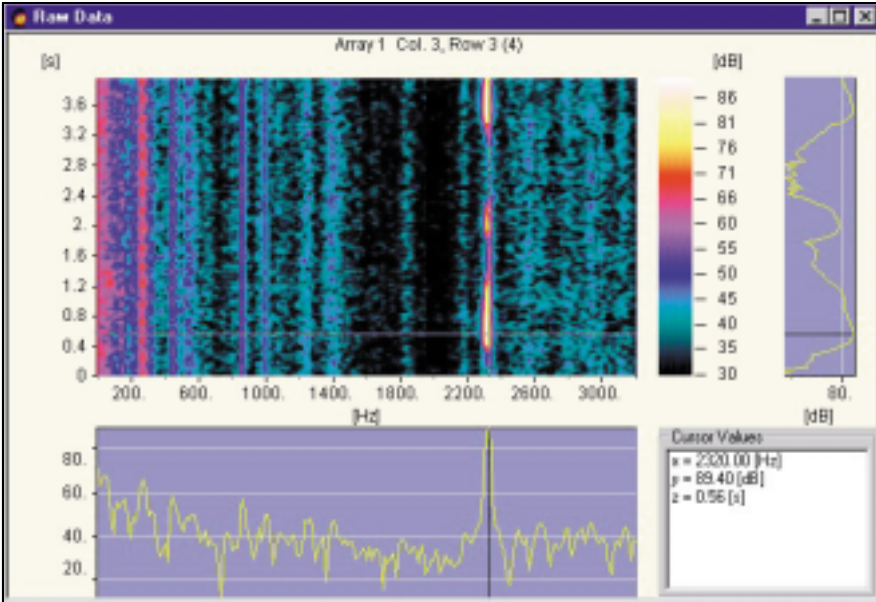 Raw Data
Array 1 Col. 3, Row 3 (4)
[s]
[dB]
3.6
3.2
2.8
2.4
2.
1.6
1.2
0.8
0.4
0
86
81
76
71
66
60
55
50
45
40
35
30
200. 600. 1000. 1400. 1800. 2200. 2600. 3000.
[Hz]
80.
[dB]
80.
60.
40.
20.
Cursor Values
x = 2320.00 [Hz]
y = 89.40 [dB]
z = 0.56 [s]